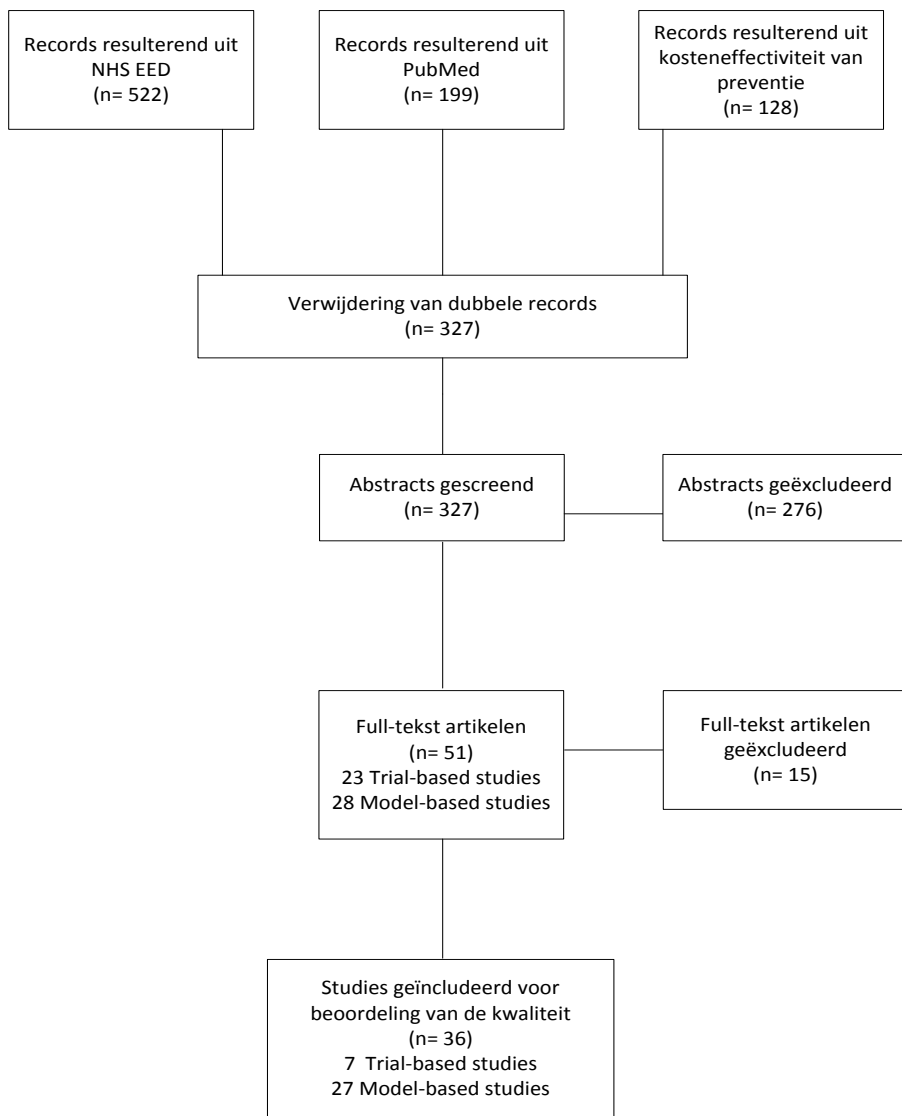 Records resulterend uit
NHS EED
(n= 522)
Records resulterend uit
PubMed
(n= 199)
Records resulterend uit
kosteneffectiviteit van
preventie
(n= 128)
Verwijdering van dubbele records
(n= 327)
Abstracts gescreend
(n= 327)
Abstracts geëxcludeerd
(n= 276)
Full-tekst artikelen
(n= 51)
23 Trial-based studies
28 Model-based studies
Full-tekst artikelen
geëxcludeerd
(n= 15)
Studies geïncludeerd voor
beoordeling van de kwaliteit
(n= 36)
7 Trial-based studies
27 Model-based studies